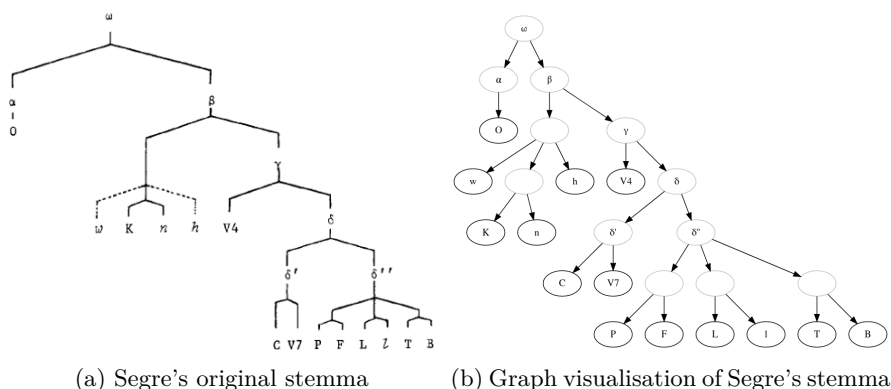 ω
α
β
O
γ
w K n h V4
δ
δ' δ''
C V7 P F L l T B
(a) Segre's original stemma
ω
α β
O γ
w h V4 δ
K n δ' δ''
C V7
P F L l T B
(b) Graph visualisation of Segre's stemma